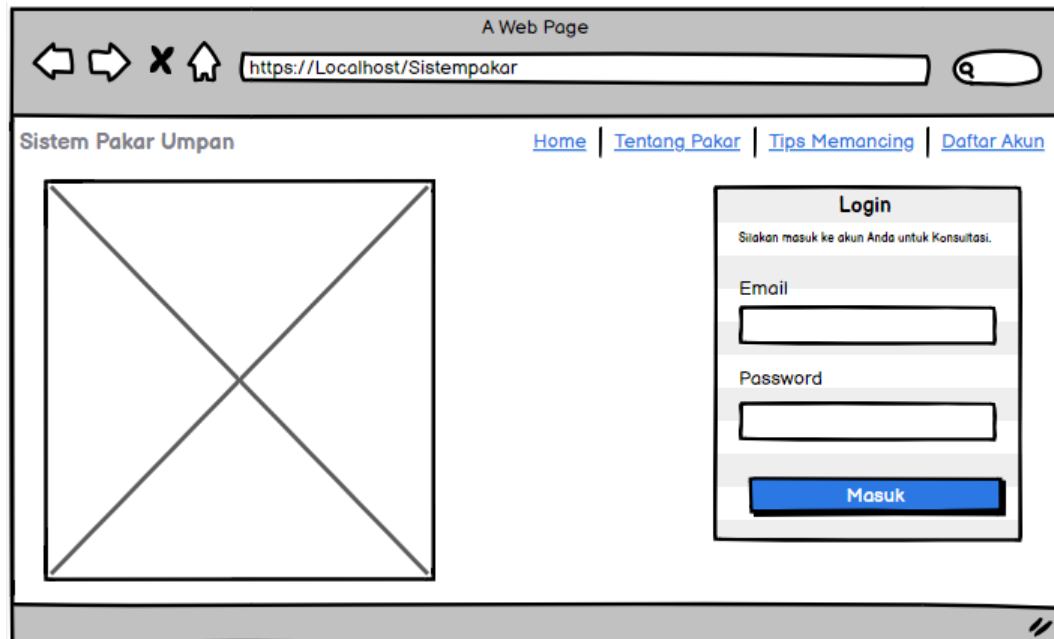 A Web Page
https://Localhost/Sistempakar
Sistem Pakar Umpan
Home | Tentang Pakar | Tips Memancing | Daftar Akun
Login
Silakan masuk ke akun Anda untuk Konsultasi.
Email
Password
Masuk